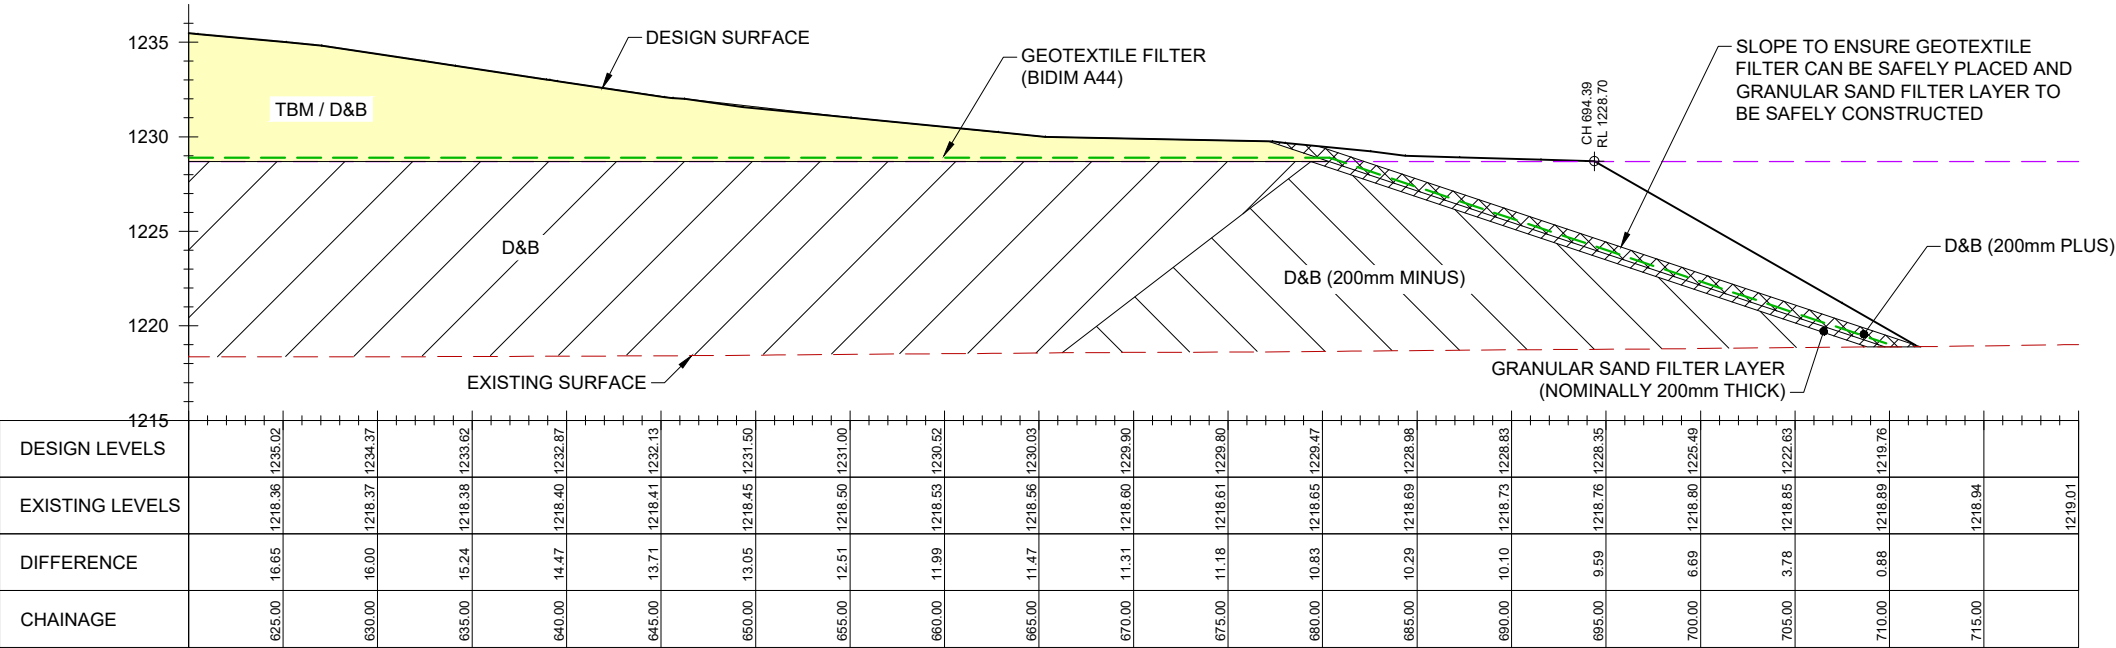 1235
1230
1225
1220
1215
DESIGN SURFACE
GEOTEXTILE FILTER
(BIDIM A44)
SLOPE TO ENSURE GEOTEXTILE
FILTER CAN BE SAFELY PLACED AND
GRANULAR SAND FILTER LAYER TO
BE SAFELY CONSTRUCTED
CH 694.39
RL 1228.70
TBM / D&B
D&B
D&B (200mm MINUS)
D&B (200mm PLUS)
EXISTING SURFACE
GRANULAR SAND FILTER LAYER
(NOMINALLY 200mm THICK)
DESIGN LEVELS 1235.02 1234.37 1233.62 1232.87 1232.13 1231.50 1231.00 1230.52 1230.03 1229.90 1229.80 1229.47 1228.98 1228.83 1228.35 1225.49 1222.63 1219.76
EXISTING LEVELS 1218.36 1218.37 1218.38 1218.40 1218.41 1218.45 1218.50 1218.53 1218.56 1218.60 1218.61 1218.65 1218.69 1218.73 1218.76 1218.80 1218.85 1218.89 1218.94 1219.01
DIFFERENCE 16.65 16.00 15.24 14.47 13.71 13.05 12.51 11.99 11.47 11.31 11.18 10.83 10.29 10.10 9.59 6.69 3.78 0.88
CHAINAGE 625.00 630.00 635.00 640.00 645.00 650.00 655.00 660.00 665.00 670.00 675.00 680.00 685.00 690.00 695.00 700.00 705.00 710.00 715.00